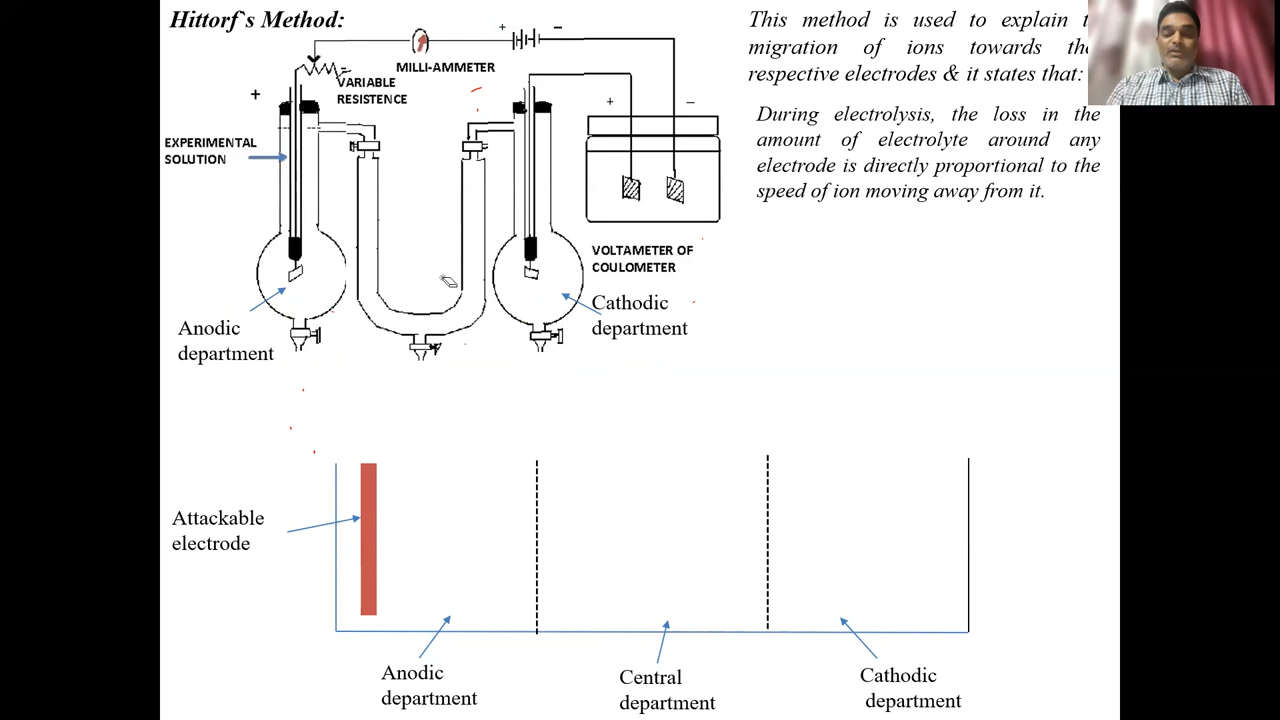 Hittorf`s Method:
+
−
MILLI-AMMETER
VARIABLE
RESISTENCE
+
EXPERIMENTAL
SOLUTION
+
−
VOLTAMETER OF
COULOMETER
Anodic
department
Cathodic
department
This method is used to explain
migration of ions towards the
respective electrodes & it states that:
During electrolysis, the loss in the
amount of electrolyte around any
electrode is directly proportional to the
speed of ion moving away from it.
Attackable
electrode
Anodic
department
Central
department
Cathodic
department